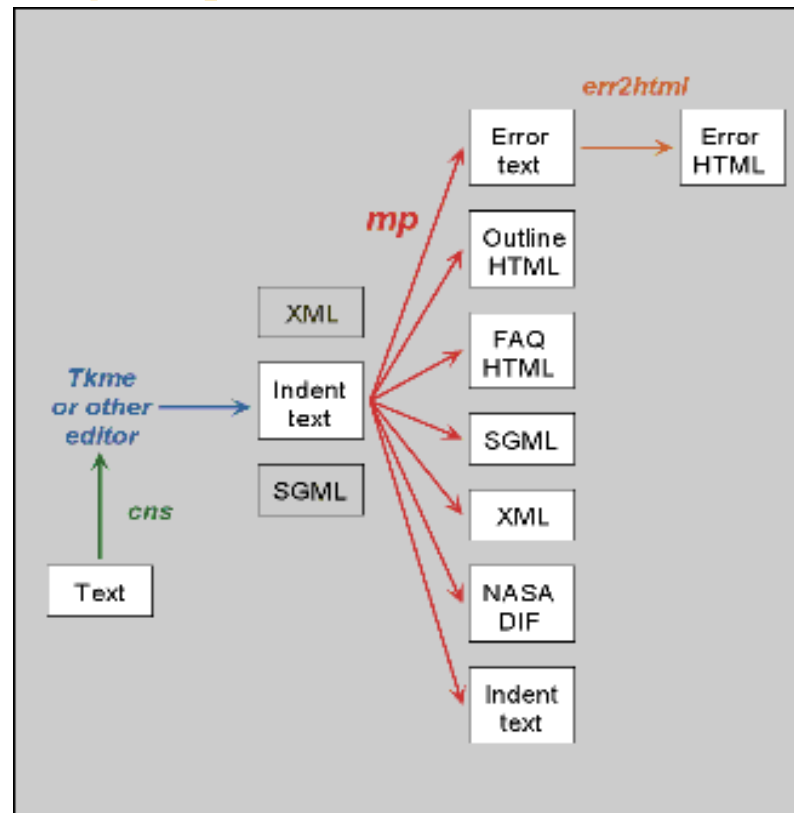 err2html
Error
text
Error
HTML
mp
Outline
HTML
XML
FAQ
HTML
Tkme
or other
editor
Indent
text
SGML
SGML
cns
XML
Text
NASA
DIF
Indent
text